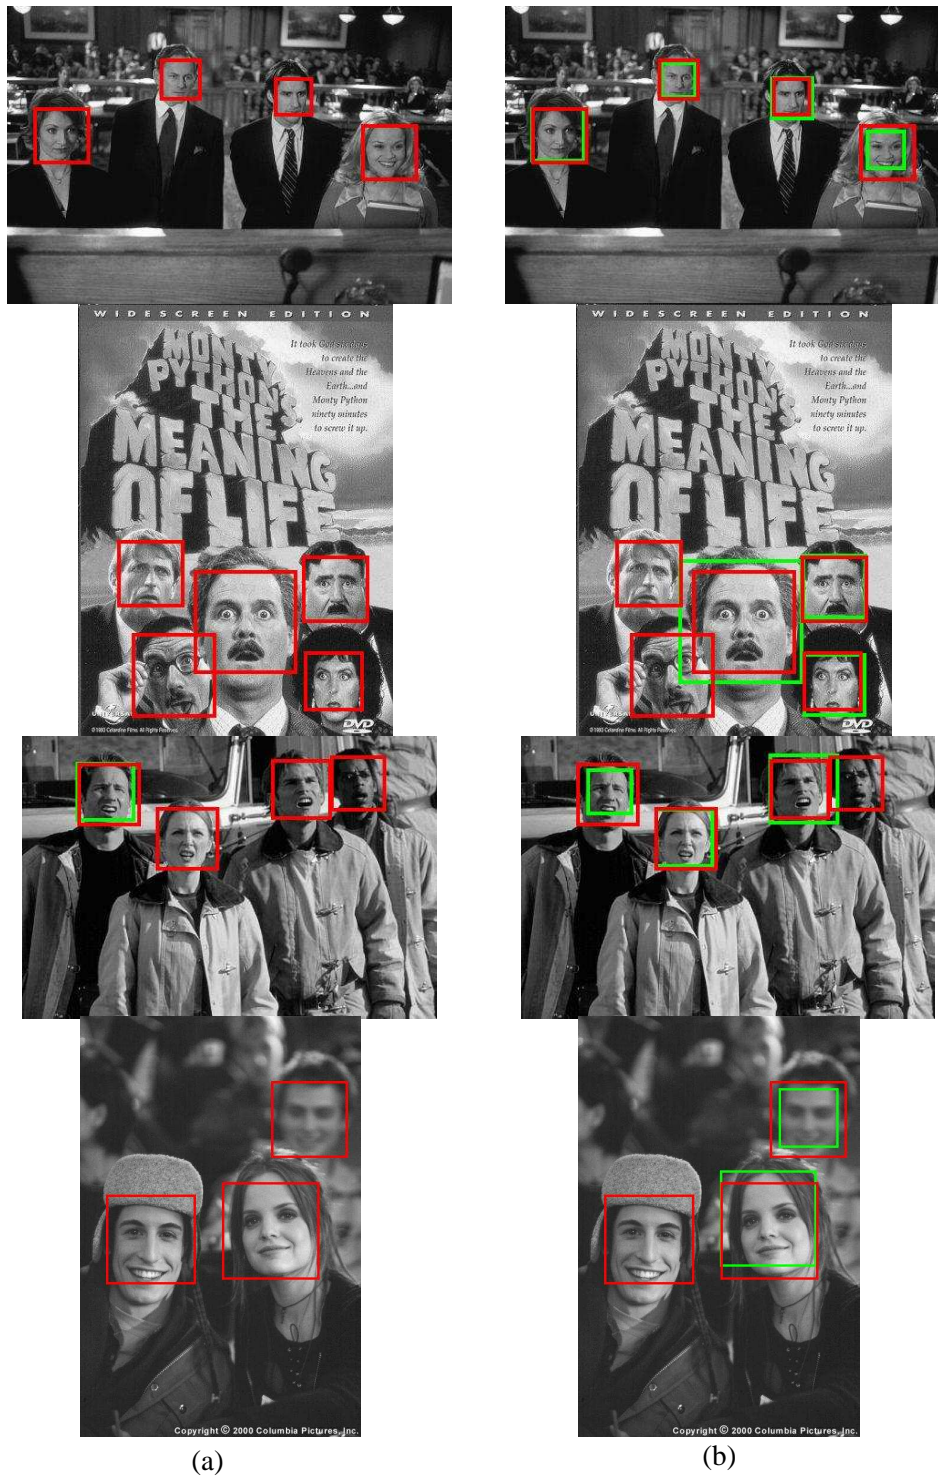 WIDESCREEN EDITION
MONTY
PYTHON'S
THE
MEANING
OF LIFE
It took God six days
to create the
Heavens and the
Earth...and
Monty Python
ninety minutes
to screw it up.
DVD
WIDESCREEN EDITION
MONTY
PYTHON'S
THE
MEANING
OF LIFE
It took God six days
to create the
Heavens and the
Earth...and
Monty Python
ninety minutes
to screw it up.
DVD
Copyright © 2000 Columbia Pictures, Inc.
Copyright © 2000 Columbia Pictures, Inc.
(a)
(b)